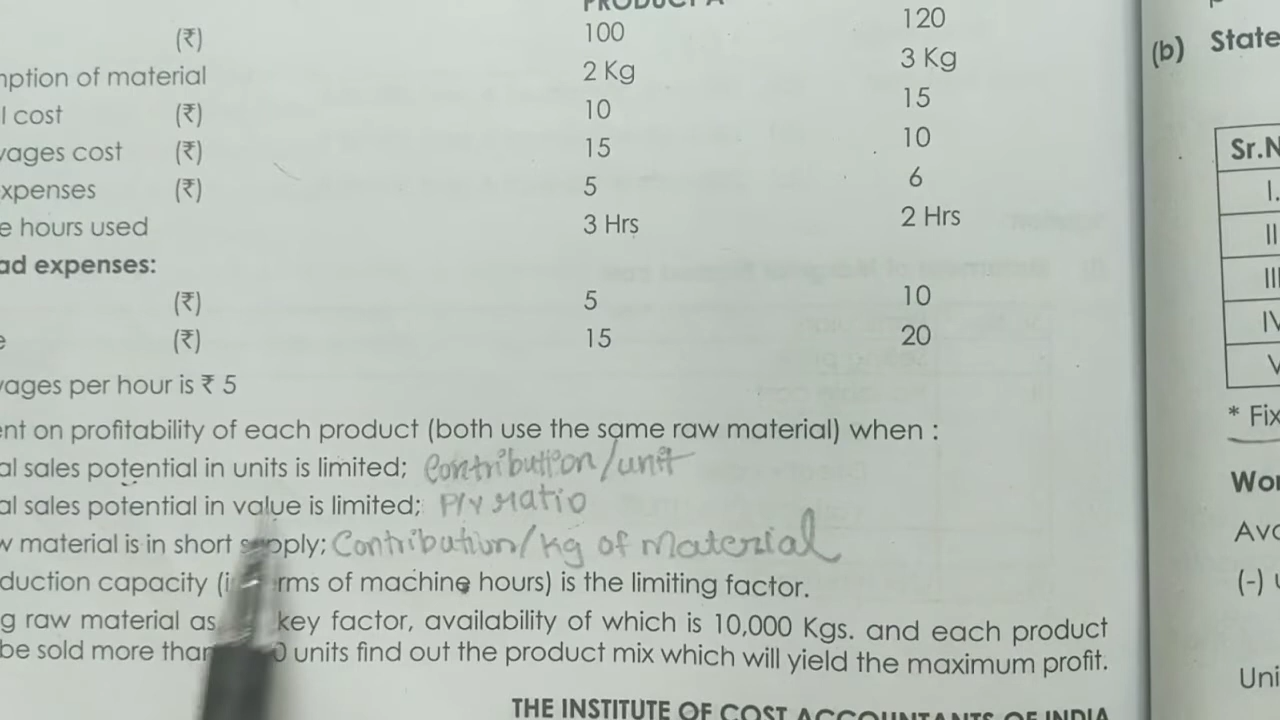 PRODUCT A
(₹) 100 120
mption of material 2 Kg 3 Kg
l cost (₹) 10 15
wages cost (₹) 15 10
xpenses (₹) 5 6
e hours used 3 Hrs 2 Hrs
ad expenses:
(₹) 5 10
e (₹) 15 20
wages per hour is ₹ 5
ent on profitability of each product (both use the same raw material) when :
al sales potential in units is limited; Contribution/unit
al sales potential in value is limited; P/V Ratio
w material is in short supply; Contribution/kg of Material
duction capacity (i rms of machine hours) is the limiting factor.
g raw material as key factor, availability of which is 10,000 Kgs. and each product
be sold more than 0 units find out the product mix which will yield the maximum profit.
THE INSTITUTE OF COST ACCOUNTANTS OF INDIA
(b) State
Sr.N
I.
II
III
IV
V
* Fix
Wor
Ava
(-) U
Uni